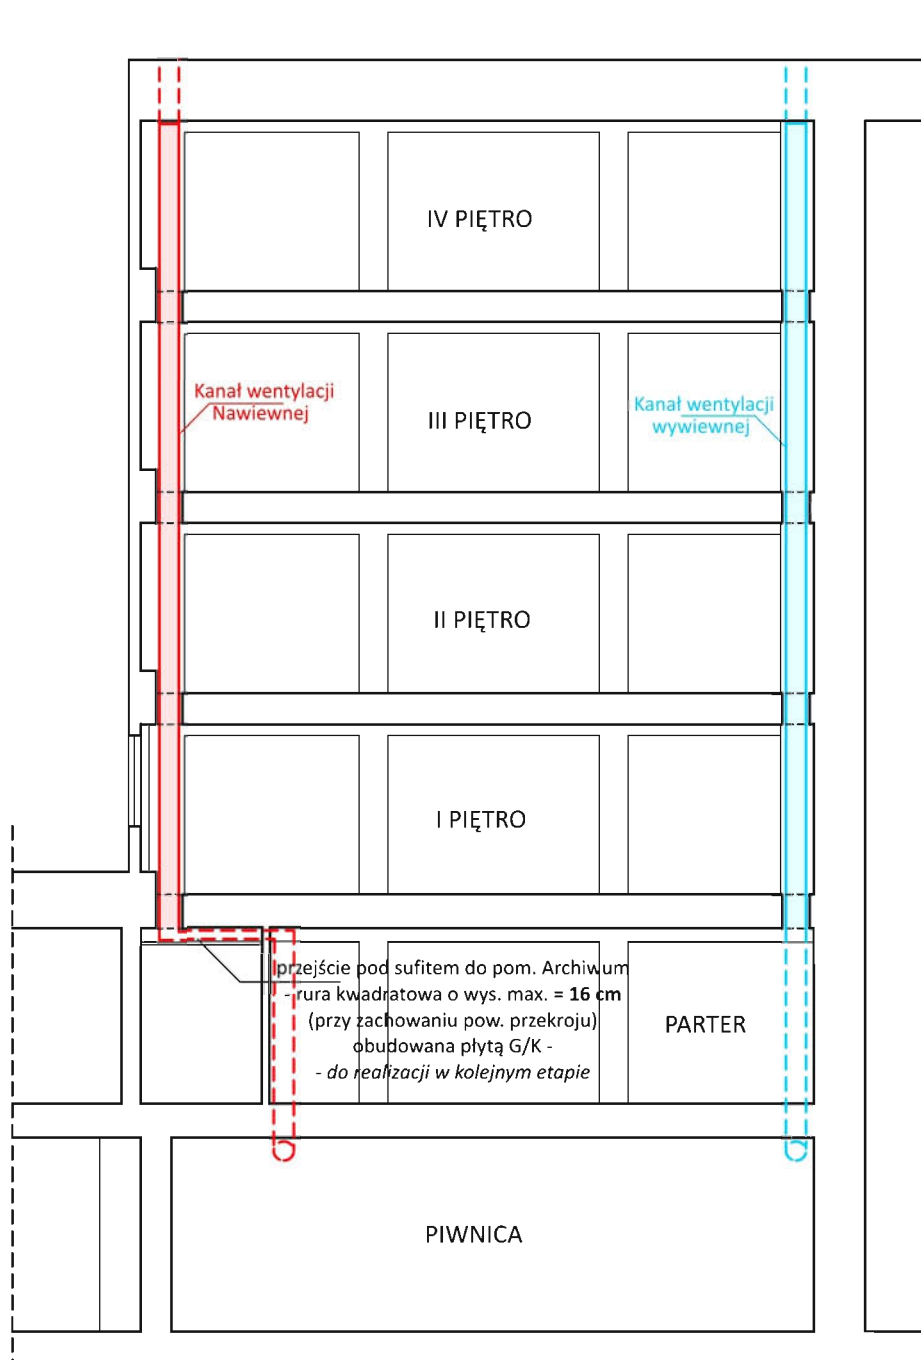 IV PIĘTRO
Kanał wentylacji
Nawiewnej
III PIĘTRO
Kanał wentylacji
wywiewnej
II PIĘTRO
I PIĘTRO
przejście pod sufitem do pom. Archiwum
- rura kwadratowa o wys. max. = 16 cm
(przy zachowaniu pow. przekroju)
obudowana płytą G/K -
- do realizacji w kolejnym etapie
PARTER
PIWNICA